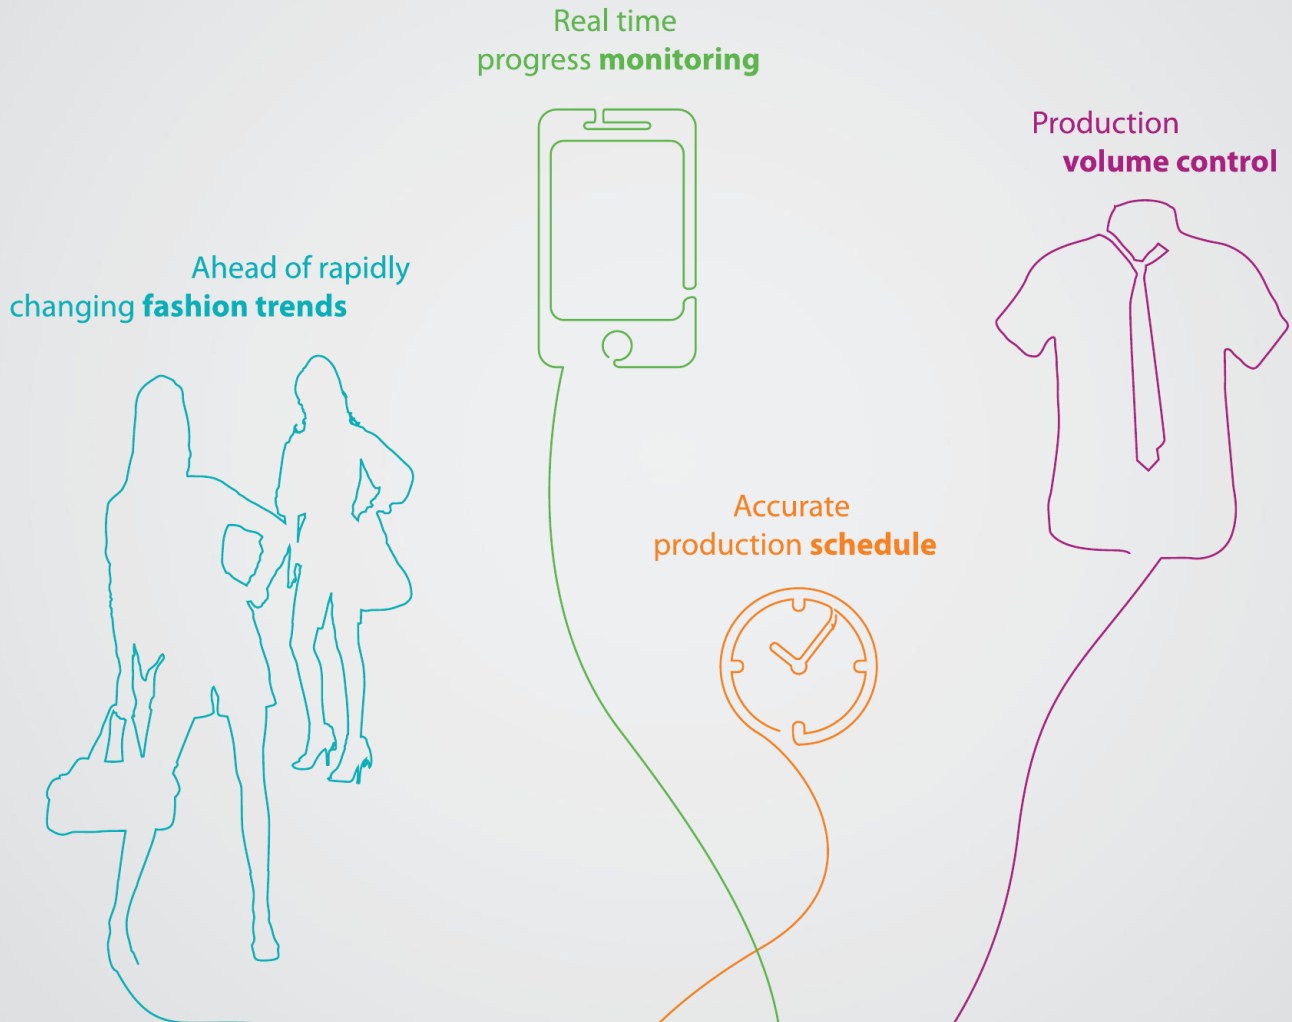 Real time
progress monitoring
Production
volume control
Ahead of rapidly
changing fashion trends
Accurate
production schedule